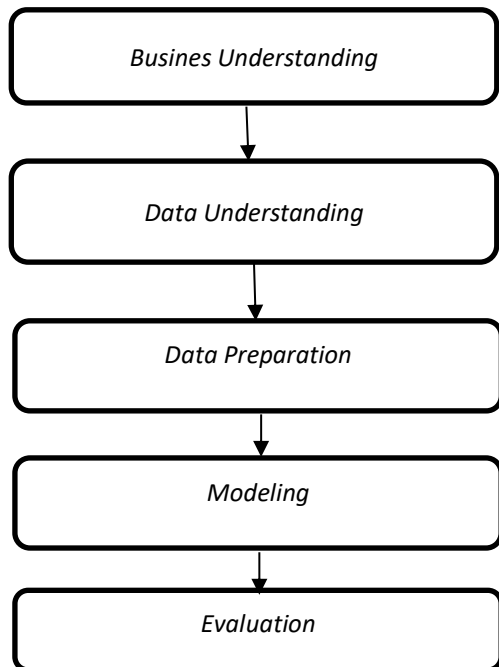 Busines Understanding
Data Understanding
Data Preparation
Modeling
Evaluation